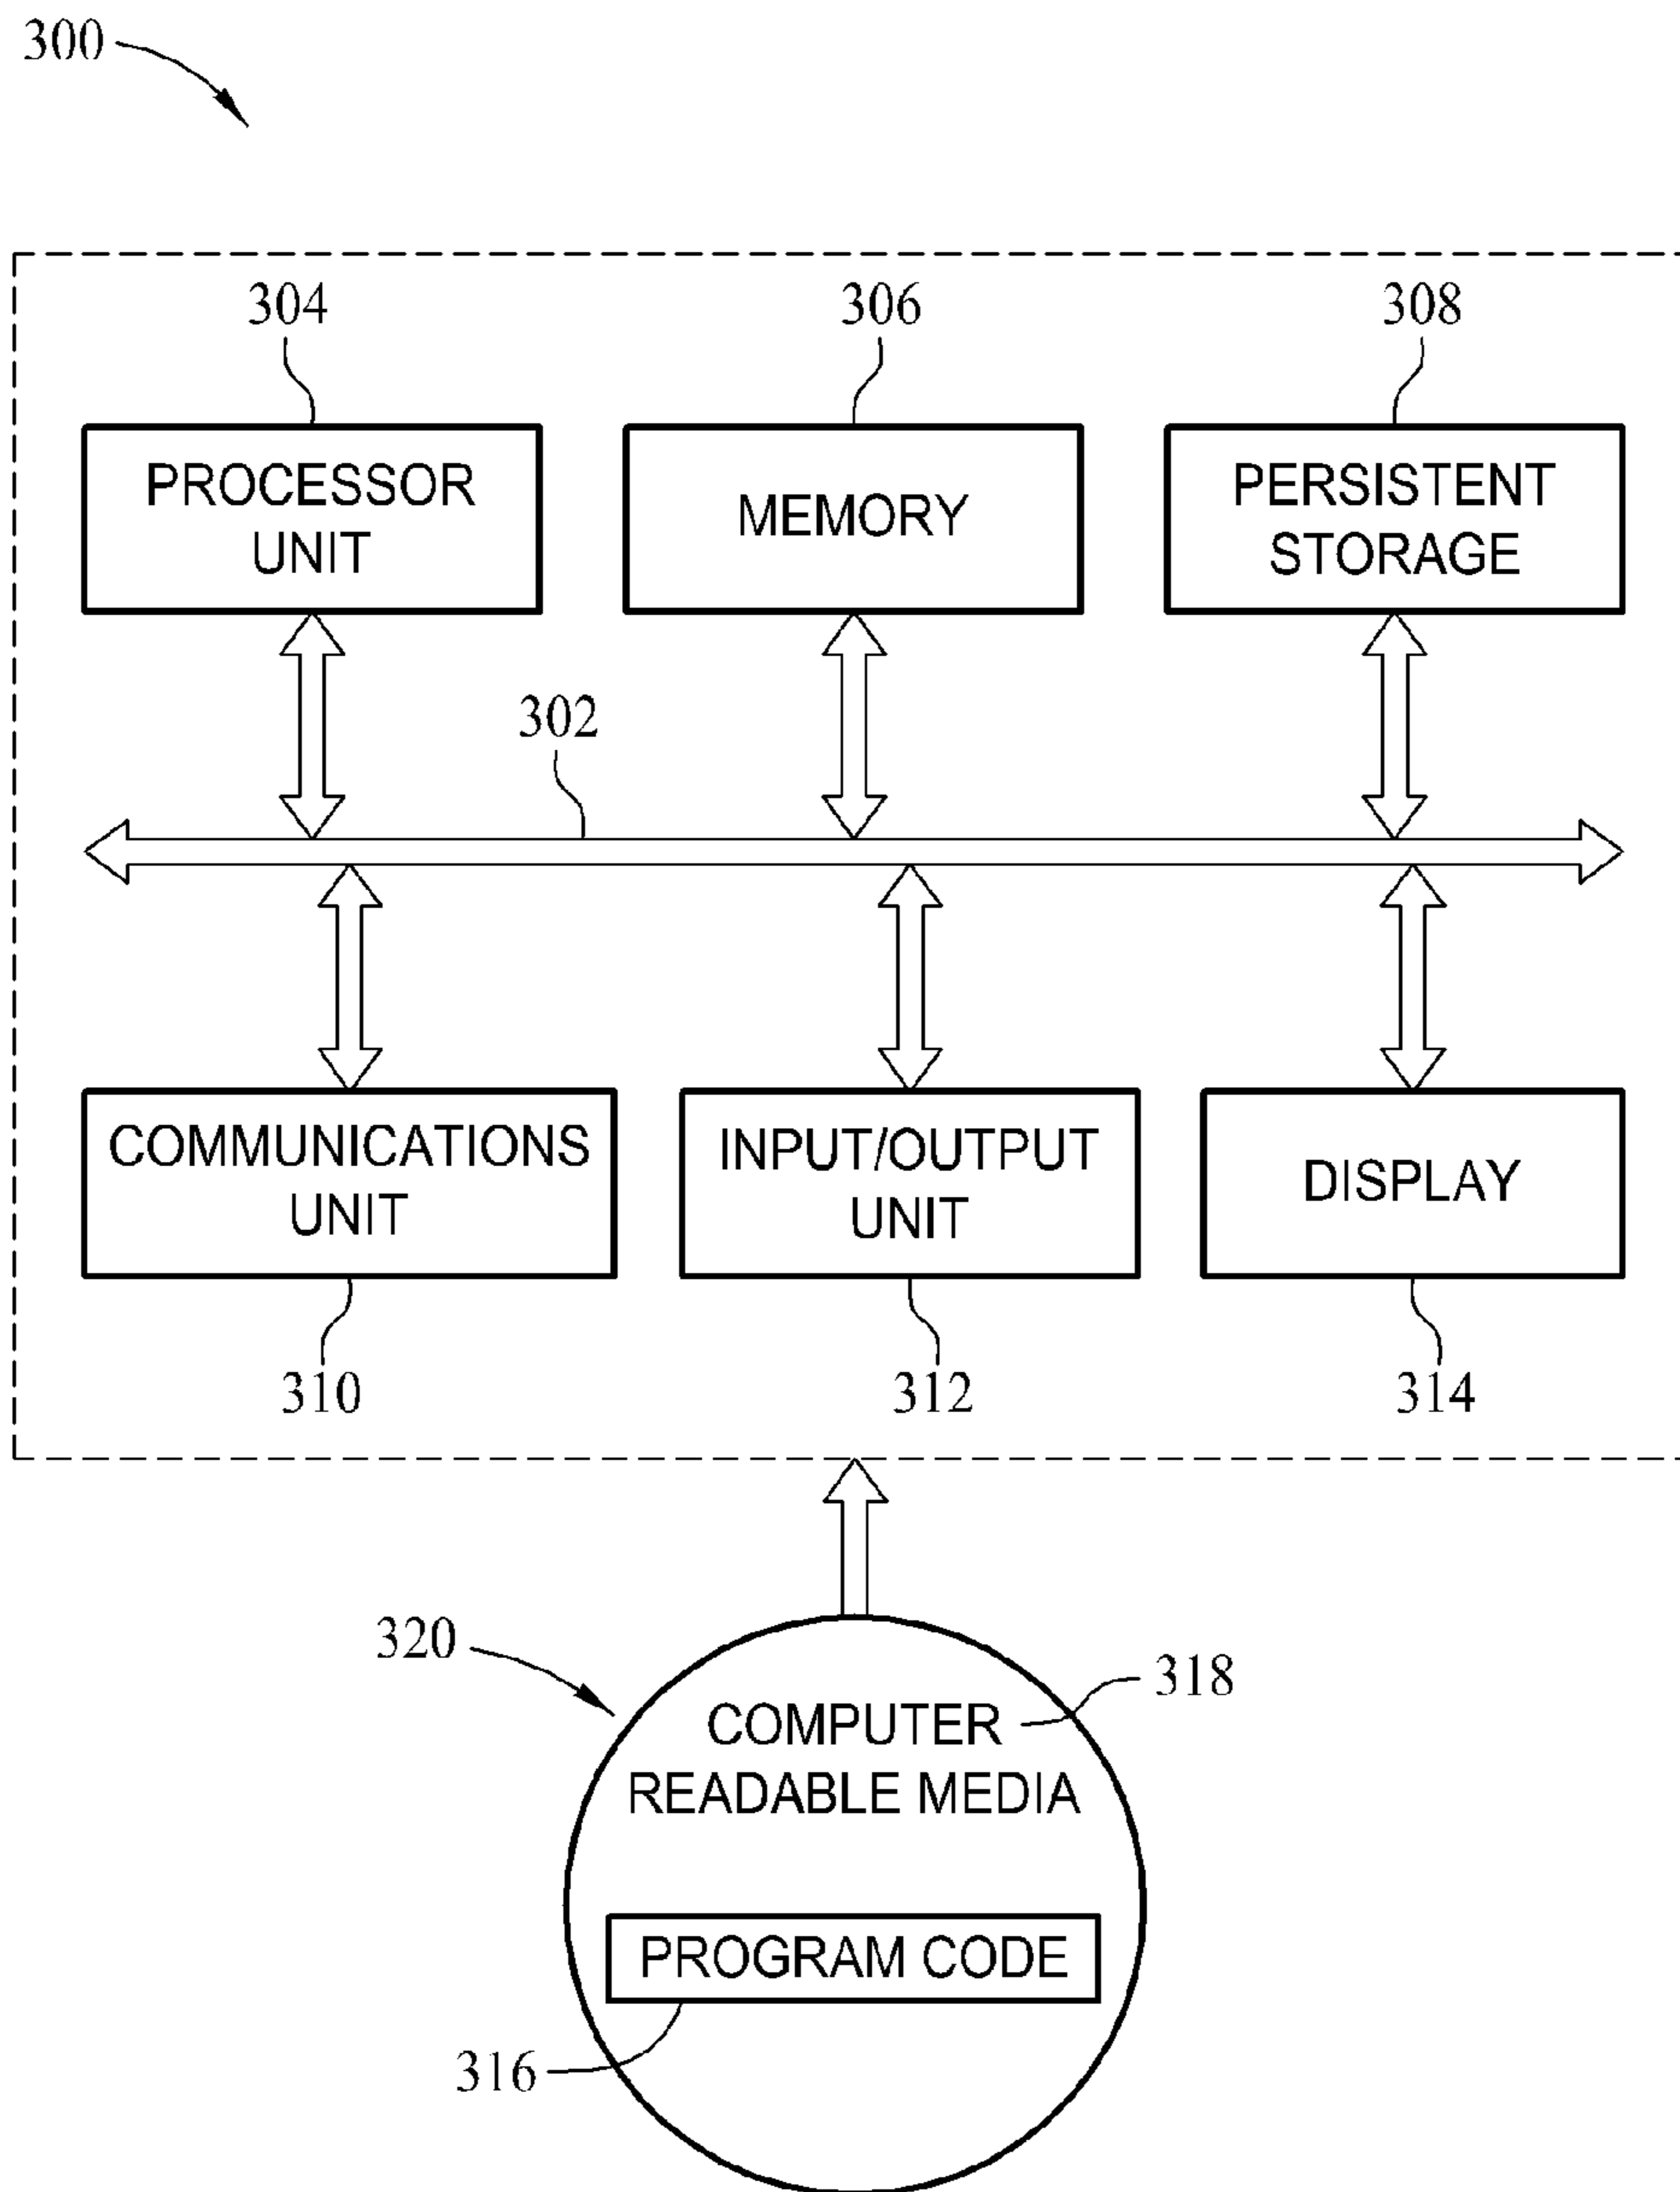 300
304
306
308
PROCESSOR
UNIT
MEMORY
PERSISTENT
STORAGE
302
COMMUNICATIONS
UNIT
INPUT/OUTPUT
UNIT
DISPLAY
310
312
314
320
318
COMPUTER
READABLE MEDIA
PROGRAM CODE
316